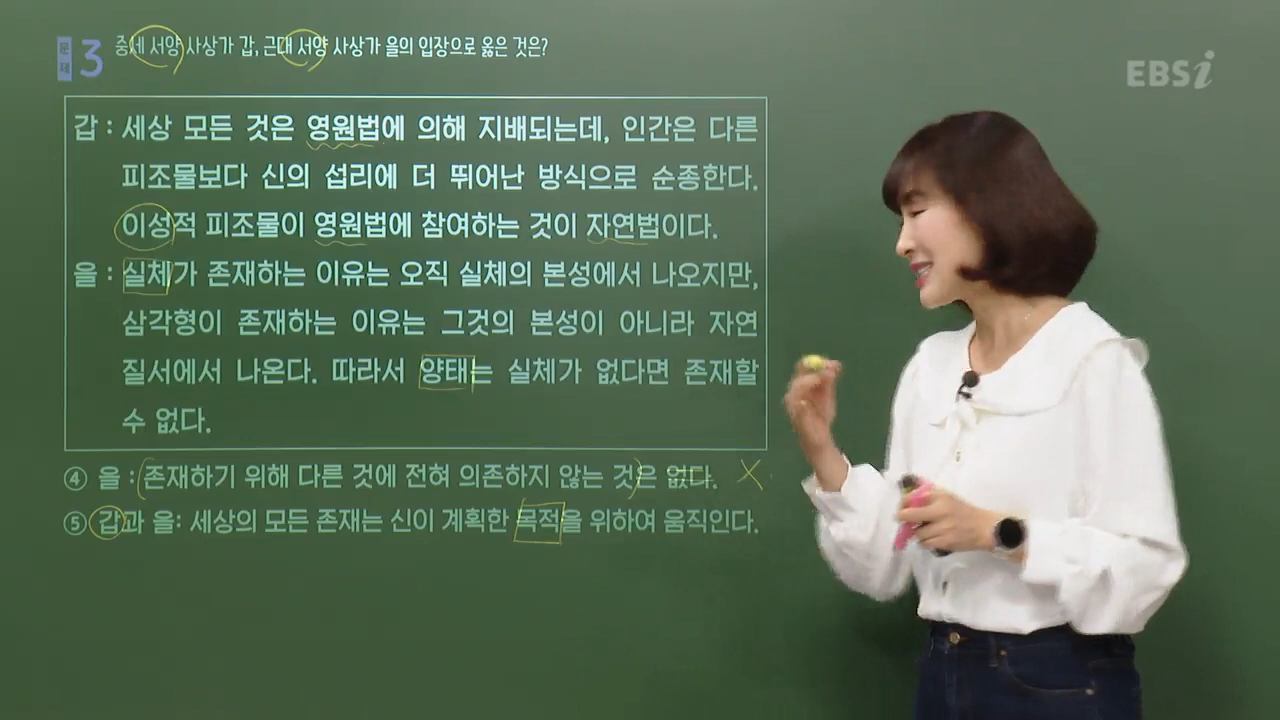 문제 3 중세 서양 사상가 갑, 근대 서양 사상가 을의 입장으로 옳은 것은?
EBSi
갑 : 세상 모든 것은 영원법에 의해 지배되는데, 인간은 다른
피조물보다 신의 섭리에 더 뛰어난 방식으로 순종한다.
이성적 피조물이 영원법에 참여하는 것이 자연법이다.
을 : 실체가 존재하는 이유는 오직 실체의 본성에서 나오지만,
삼각형이 존재하는 이유는 그것의 본성이 아니라 자연
질서에서 나온다. 따라서 양태는 실체가 없다면 존재할
수 없다.
④ 을 : 존재하기 위해 다른 것에 전혀 의존하지 않는 것은 없다. X
⑤ 갑과 을: 세상의 모든 존재는 신이 계획한 목적을 위하여 움직인다.